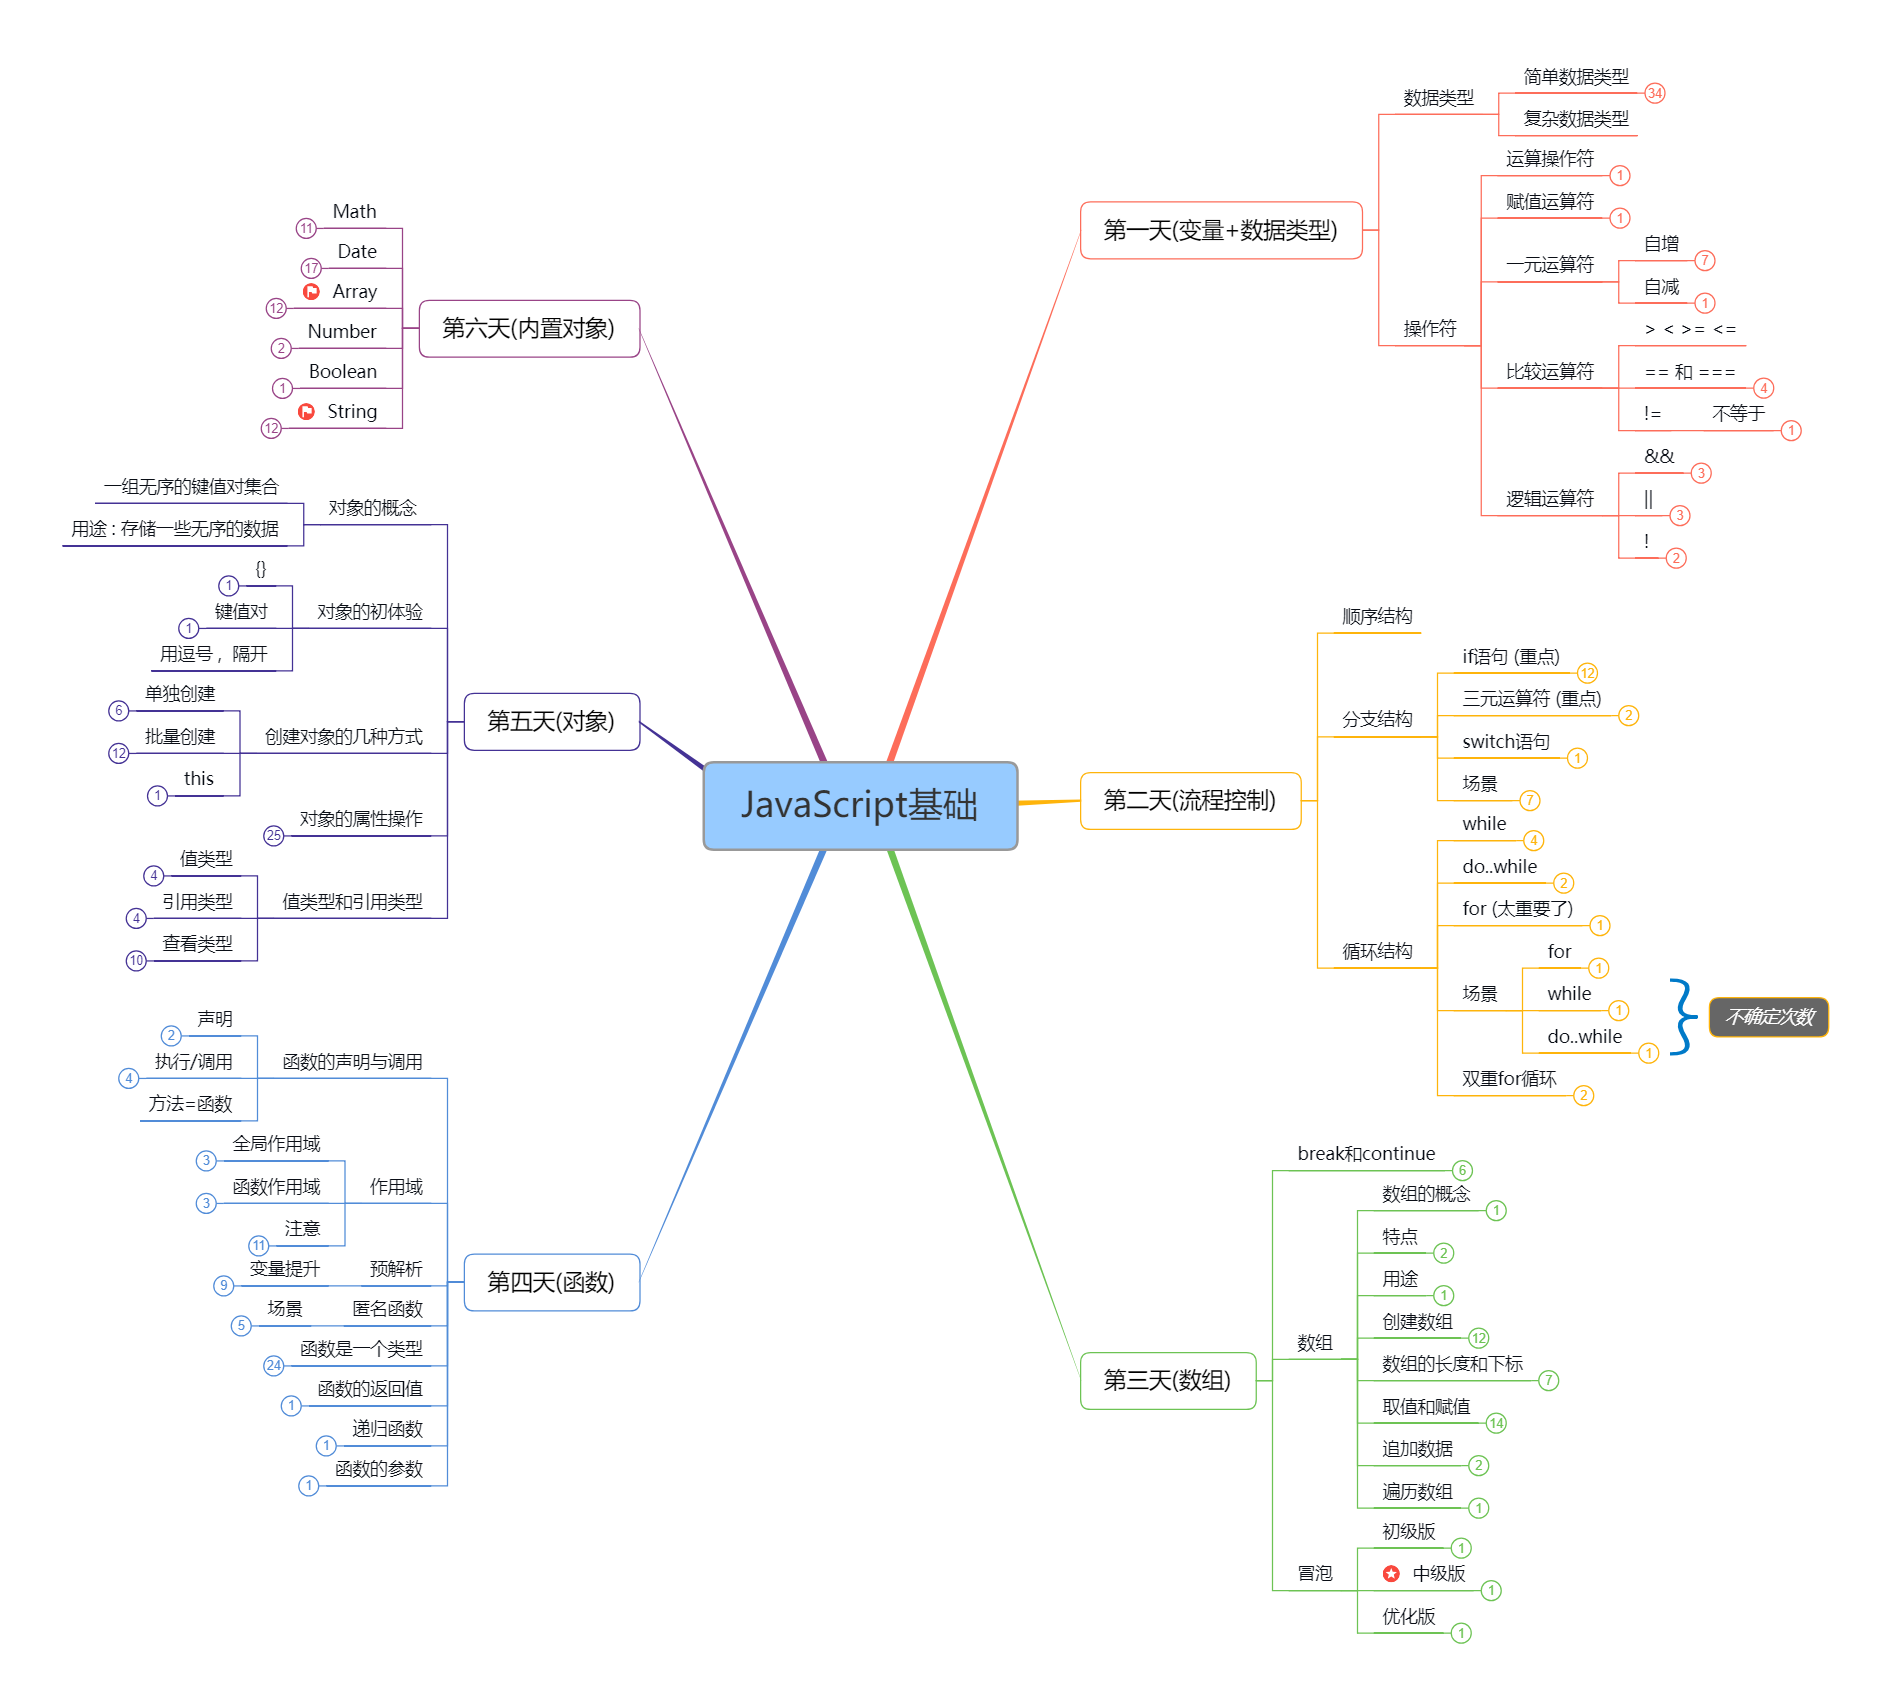 JavaScript基础
第一天(变量+数据类型)
数据类型
简单数据类型
34
复杂数据类型
操作符
运算操作符
1
赋值运算符
1
一元运算符
自增
7
自减
1
比较运算符
> < >= <=
== 和 ===
4
!=
不等于
1
逻辑运算符
&&
3
||
3
!
2
第二天(流程控制)
顺序结构
分支结构
if语句 (重点)
12
三元运算符 (重点)
2
switch语句
1
场景
7
循环结构
while
4
do..while
2
for (太重要了)
1
场景
for
1
while
1
do..while
1
不确定次数
双重for循环
2
第三天(数组)
break和continue
6
数组
数组的概念
1
特点
2
用途
1
创建数组
12
数组的长度和下标
7
取值和赋值
14
追加数据
2
遍历数组
1
冒泡
初级版
1
中级版
1
优化版
1
第四天(函数)
函数的声明与调用
声明
2
执行/调用
4
方法=函数
作用域
全局作用域
3
函数作用域
3
注意
11
预解析
变量提升
9
匿名函数
场景
5
函数是一个类型
24
函数的返回值
1
递归函数
1
函数的参数
1
第五天(对象)
对象的概念
一组无序的键值对集合
用途 : 存储一些无序的数据
对象的初体验
{}
1
键值对
1
用逗号 ，隔开
创建对象的几种方式
单独创建
6
批量创建
12
this
1
对象的属性操作
25
值类型和引用类型
值类型
4
引用类型
4
查看类型
10
第六天(内置对象)
Math
11
Date
17
Array
12
Number
2
Boolean
1
String
12